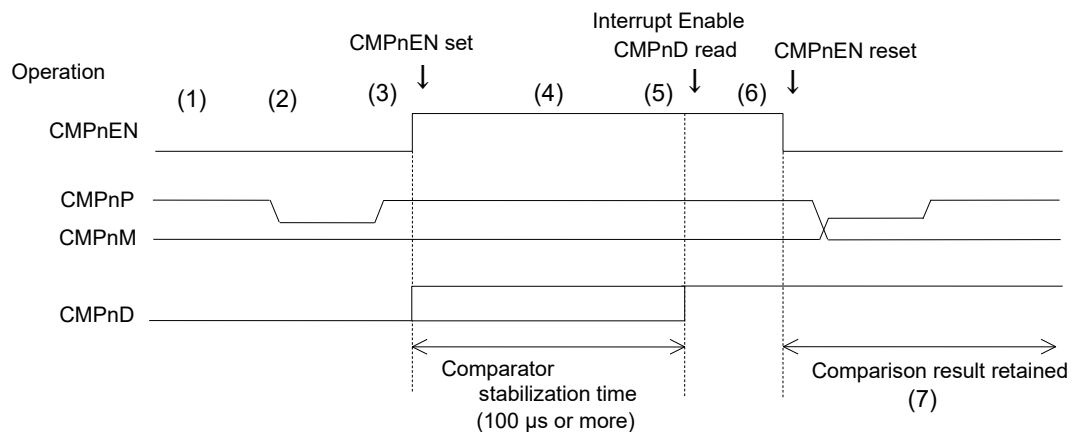 Interrupt Enable
CMPnEN set
CMPnD read
CMPnEN reset
Operation
(1)
(2)
(3)
(4)
(5)
(6)
CMPnEN
CMPnP
CMPnM
CMPnD
Comparator
stabilization time
(100 µs or more)
Comparison result retained
(7)